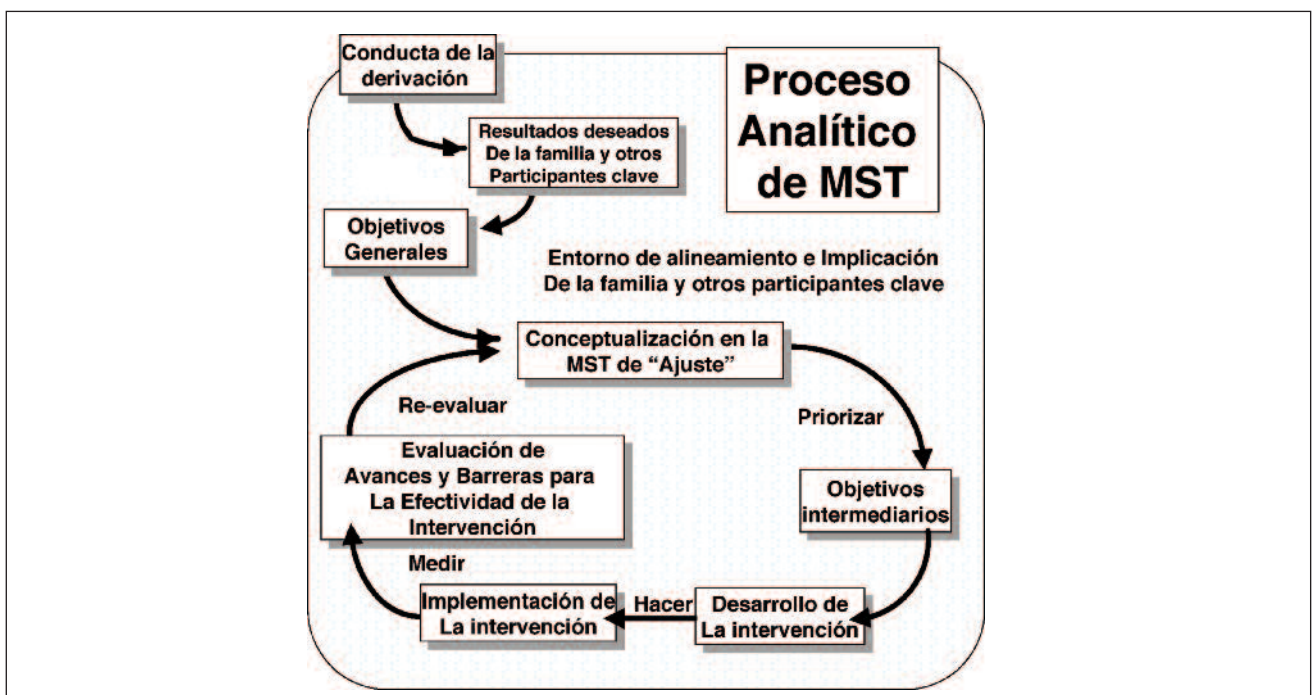 Conducta de la
derivación
Proceso
Analítico
de MST
Resultados deseados
De la familia y otros
Participantes clave
Objetivos
Generales
Entorno de alineamiento e Implicación
De la familia y otros participantes clave
Conceptualización en la
MST de “Ajuste”
Re-evaluar
Priorizar
Evaluación de
Avances y Barreras para
La Efectividad de la
Intervención
Objetivos
intermediarios
Medir
Implementación de
La intervención
Hacer
Desarrollo de
La intervención